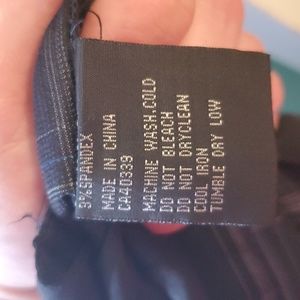 5%SPANDEX
MADE IN CHINA
CA40339
MACHINE WASH.COLD
DO NOT BLEACH
DO NOT DRYCLEAN
COOL IRON
TUMBLE DRY LOW